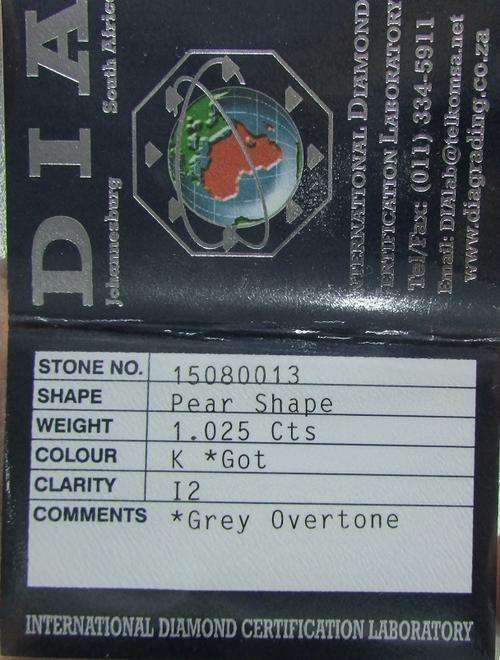 DIA
Johannesburg South Africa
INTERNATIONAL DIAMOND
CERTIFICATION LABORATORY
Tel/Fax: (011) 334-5911
Email: DIAlab@telkomsa.net
www.diagrading.co.za
STONE NO. 15080013
SHAPE Pear Shape
WEIGHT 1.025 Cts
COLOUR K *Got
CLARITY I2
COMMENTS *Grey Overtone
INTERNATIONAL DIAMOND CERTIFICATION LABORATORY